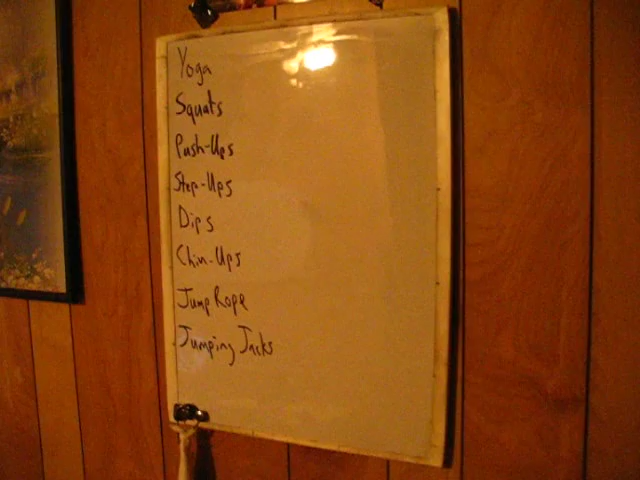 Yoga
Squats
Push-Ups
Step-Ups
Dips
Chin-Ups
Jump Rope
Jumping Jacks